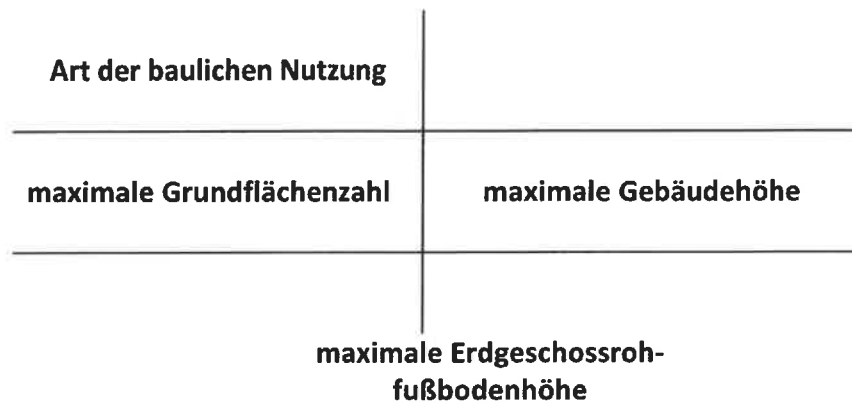 Art der baulichen Nutzung
maximale Grundflächenzahl
maximale Gebäudehöhe
maximale Erdgeschossroh-
fußbodenhöhe